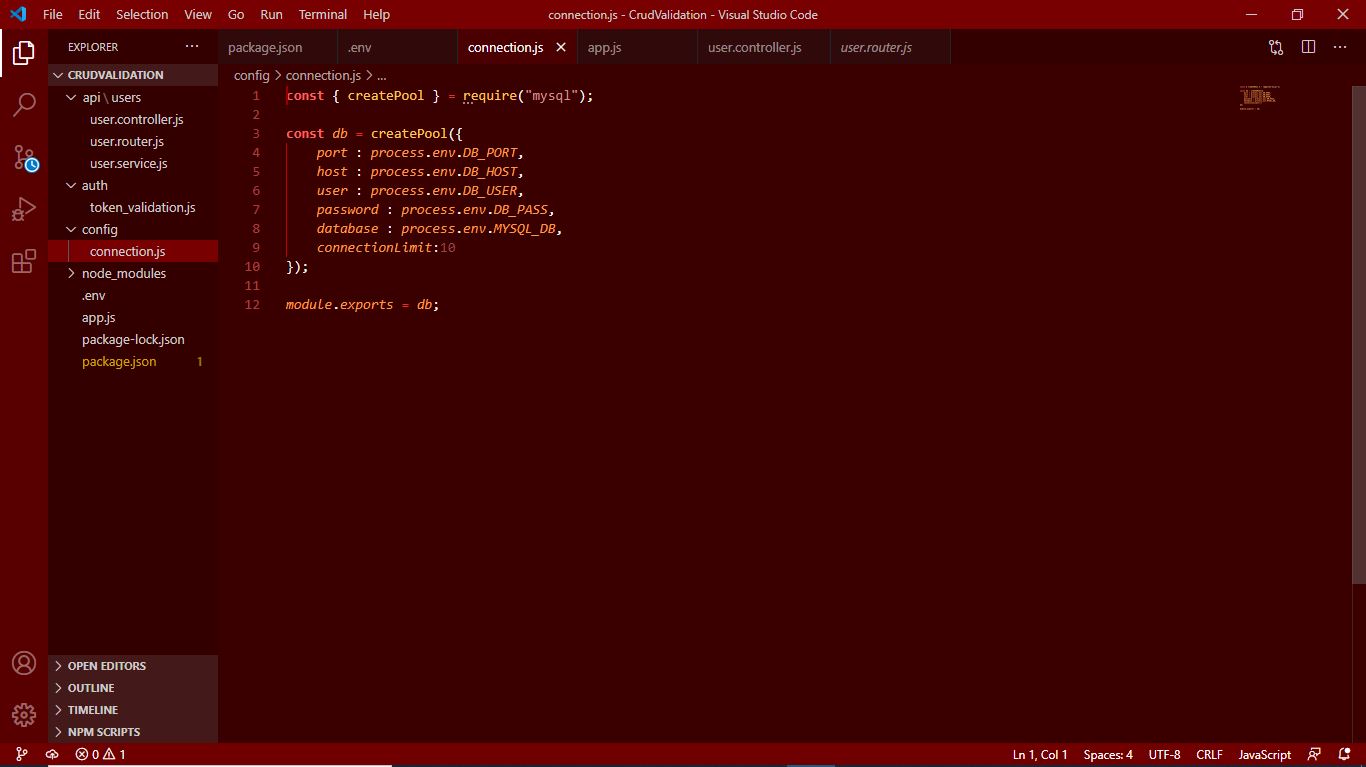 File Edit Selection View Go Run Terminal Help connection.js - CrudValidation - Visual Studio Code
EXPLORER ...
package.json .env connection.js app.js user.controller.js user.router.js
CRUDVALIDATION
api \ users
user.controller.js
user.router.js
user.service.js
auth
token_validation.js
config
connection.js
node_modules
.env
app.js
package-lock.json
package.json 1
OPEN EDITORS
OUTLINE
TIMELINE
NPM SCRIPTS
config > connection.js > ...
1 const { createPool } = require("mysql");
2
3 const db = createPool({
4 port : process.env.DB_PORT,
5 host : process.env.DB_HOST,
6 user : process.env.DB_USER,
7 password : process.env.DB_PASS,
8 database : process.env.MYSQL_DB,
9 connectionLimit:10
10 });
11
12 module.exports = db;
0 1 Ln 1, Col 1 Spaces: 4 UTF-8 CRLF JavaScript